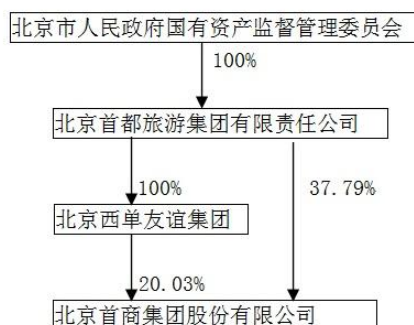 北京市人民政府国有资产监督管理委员会
100%
北京首都旅游集团有限责任公司
100%
37.79%
北京西单友谊集团
20.03%
北京首商集团股份有限公司